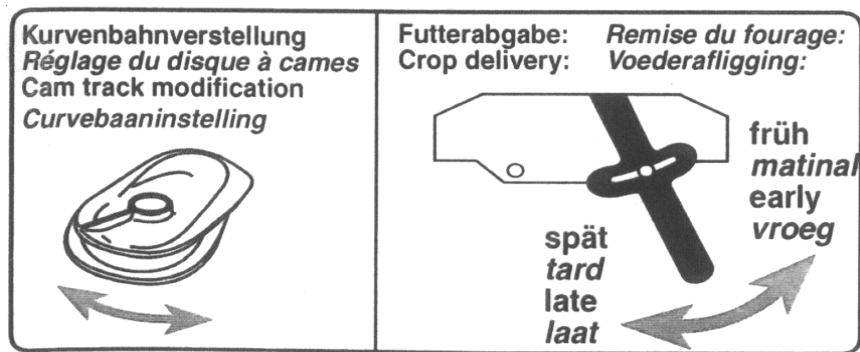 Kurvenbahnverstellung
Réglage du disque à cames
Cam track modification
Curvebaaninstelling
Futterabgabe: Remise du fourage:
Crop delivery: Voederafligging:
früh
matinal
early
vroeg
spät
tard
late
laat